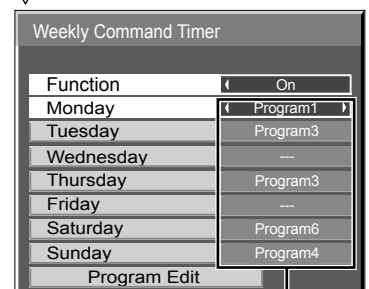 Weekly Command Timer
Function On
Monday Program1
Tuesday Program3
Wednesday ---
Thursday Program3
Friday ---
Saturday Program6
Sunday Program4
Program Edit